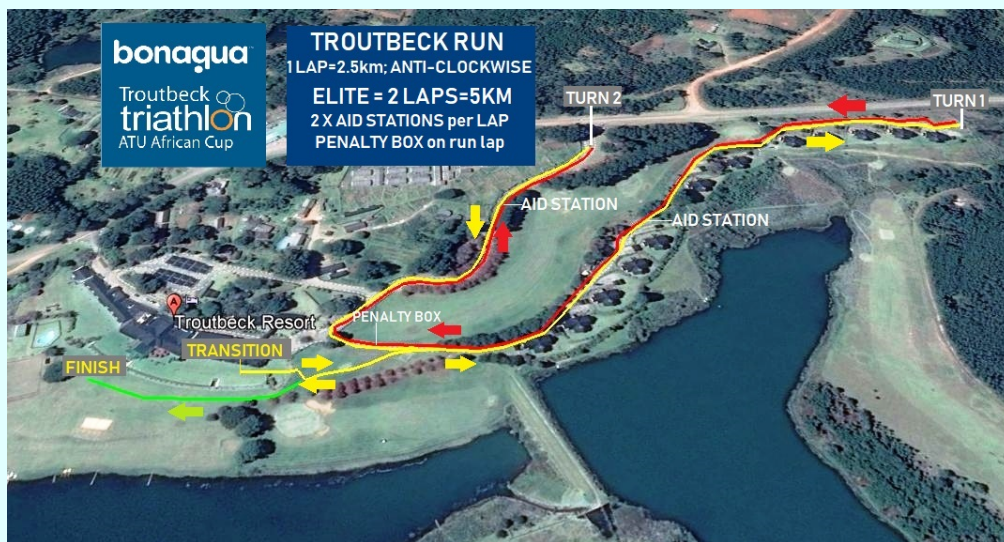 bonaqua
Troutbeck
triathlon
ATU African Cup
TROUTBECK RUN
1 LAP=2.5km; ANTI-CLOCKWISE
ELITE = 2 LAPS=5KM
2 X AID STATIONS per LAP
PENALTY BOX on run lap
TURN 2
TURN 1
AID STATION
AID STATION
PENALTY BOX
A
Troutbeck Resort
TRANSITION
FINISH